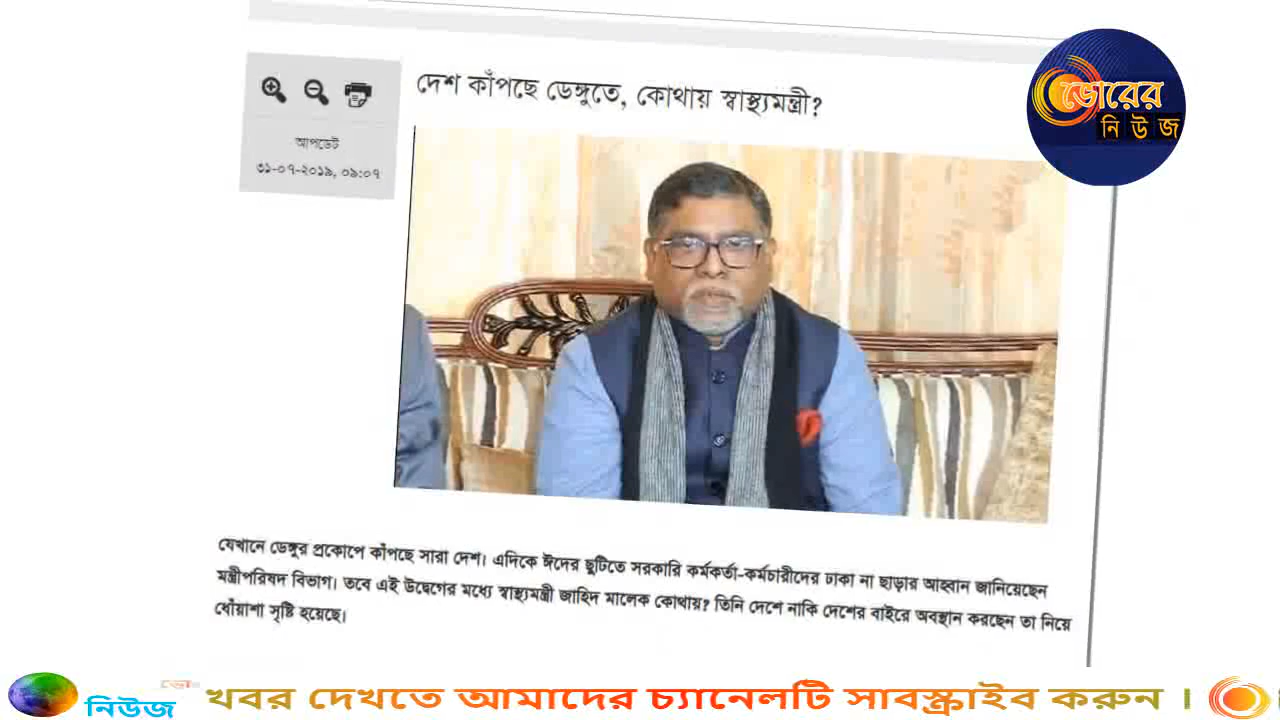 দেশ কাঁপছে ডেঙ্গুতে, কোথায় স্বাস্থ্যমন্ত্রী?
ভোরের
নিউজ
আপডেট
৩১-০৭-২০১৯, ০৯:০৭
যেখানে ডেঙ্গুর প্রকোপে কাঁপছে সারা দেশ। এদিকে ঈদের ছুটিতে সরকারি কর্মকর্তা-কর্মচারীদের ঢাকা না ছাড়ার আহ্বান জানিয়েছেন
মন্ত্রীপরিষদ বিভাগ। তবে এই উদ্বেগের মধ্যে স্বাস্থ্যমন্ত্রী জাহিদ মালেক কোথায়? তিনি দেশে নাকি দেশের বাইরে অবস্থান করছেন তা নিয়ে
ধোঁয়াশা সৃষ্টি হয়েছে।
নিউজ
খবর দেখতে আমাদের চ্যানেলটি সাবস্ক্রাইব করুন ।